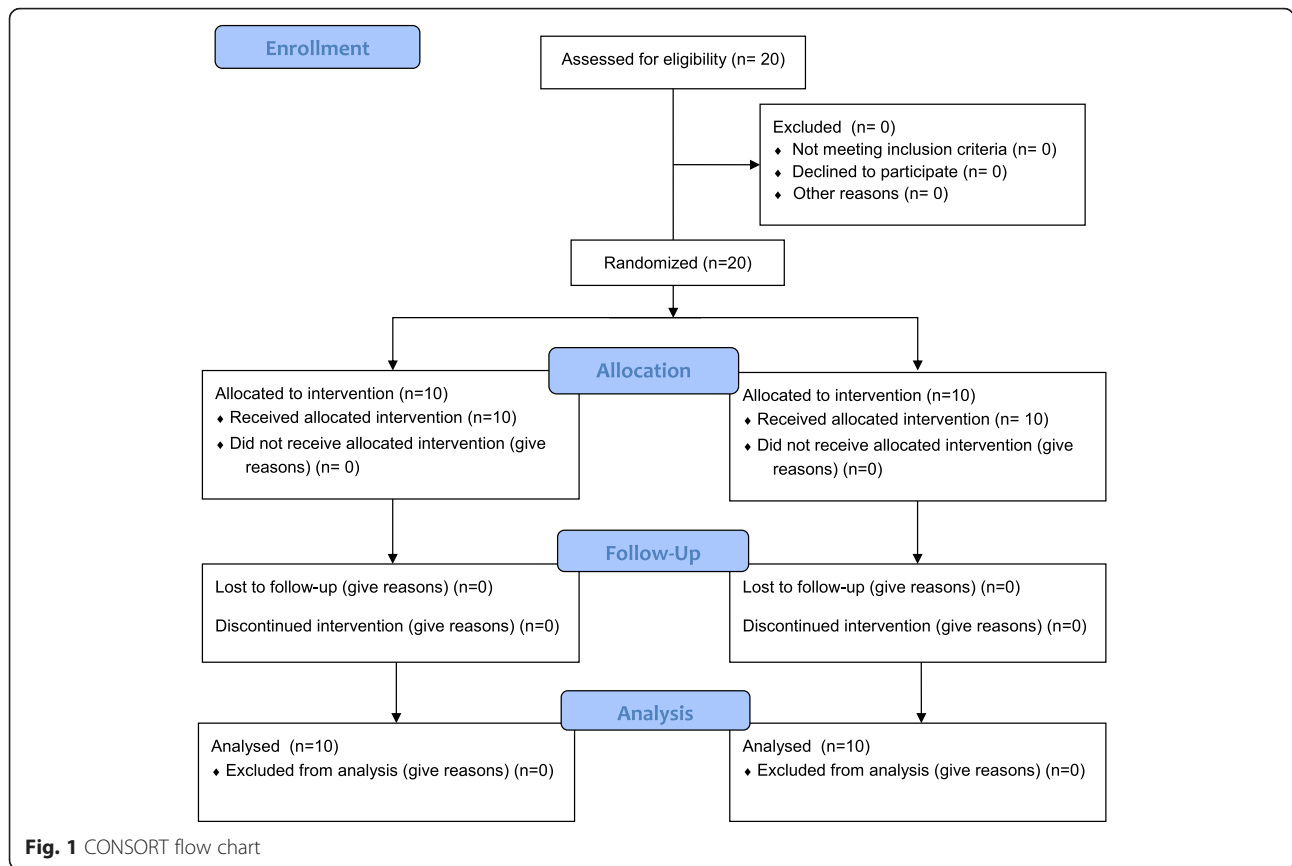 Enrollment
Assessed for eligibility (n= 20)
Excluded (n= 0)
♦ Not meeting inclusion criteria (n= 0)
♦ Declined to participate (n= 0)
♦ Other reasons (n= 0)
Randomized (n=20)
Allocation
Allocated to intervention (n=10)
♦ Received allocated intervention (n=10)
♦ Did not receive allocated intervention (give
reasons) (n= 0)
Allocated to intervention (n=10)
♦ Received allocated intervention (n= 10)
♦ Did not receive allocated intervention (give
reasons) (n=0)
Follow-Up
Lost to follow-up (give reasons) (n=0)
Discontinued intervention (give reasons) (n=0)
Lost to follow-up (give reasons) (n=0)
Discontinued intervention (give reasons) (n=0)
Analysis
Analysed (n=10)
♦ Excluded from analysis (give reasons) (n=0)
Analysed (n=10)
♦ Excluded from analysis (give reasons) (n=0)
Fig. 1 CONSORT flow chart